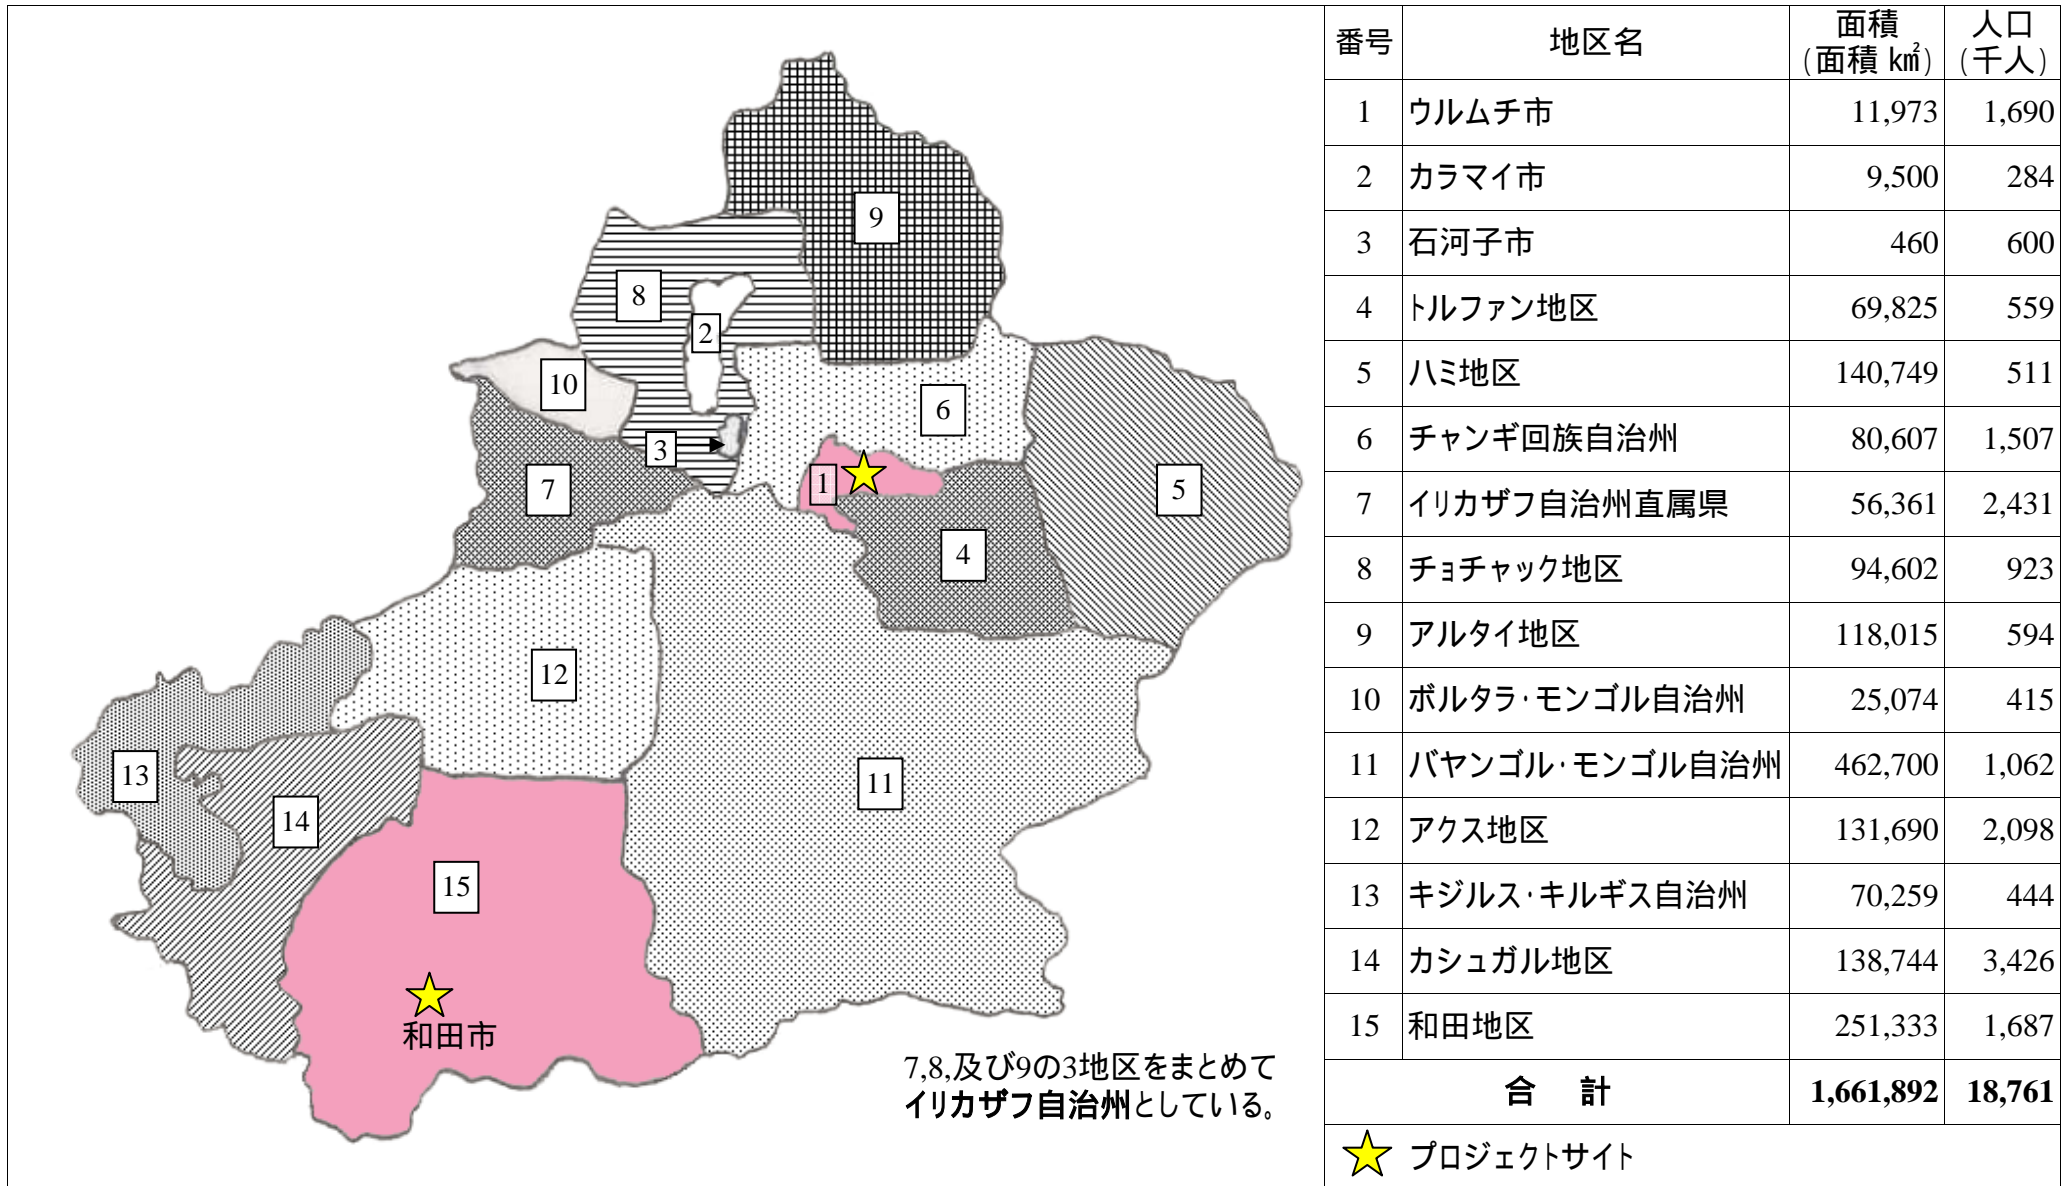 9
8
2
10
6
3
7
1
5
4
12
13
11
14
15
和田市
7,8,及び9の3地区をまとめて
イリカザフ自治州としている。
番号 地区名 面積 (面積 k㎡) 人口 (千人)
1 ウルムチ市 11,973 1,690
2 カラマイ市 9,500 284
3 石河子市 460 600
4 トルファン地区 69,825 559
5 ハミ地区 140,749 511
6 チャンギ回族自治州 80,607 1,507
7 イリカザフ自治州直属県 56,361 2,431
8 チョチャック地区 94,602 923
9 アルタイ地区 118,015 594
10 ボルタラ・モンゴル自治州 25,074 415
11 バヤンゴル・モンゴル自治州 462,700 1,062
12 アクス地区 131,690 2,098
13 キジルス・キルギス自治州 70,259 444
14 カシュガル地区 138,744 3,426
15 和田地区 251,333 1,687
合 計 1,661,892 18,761
プロジェクトサイト